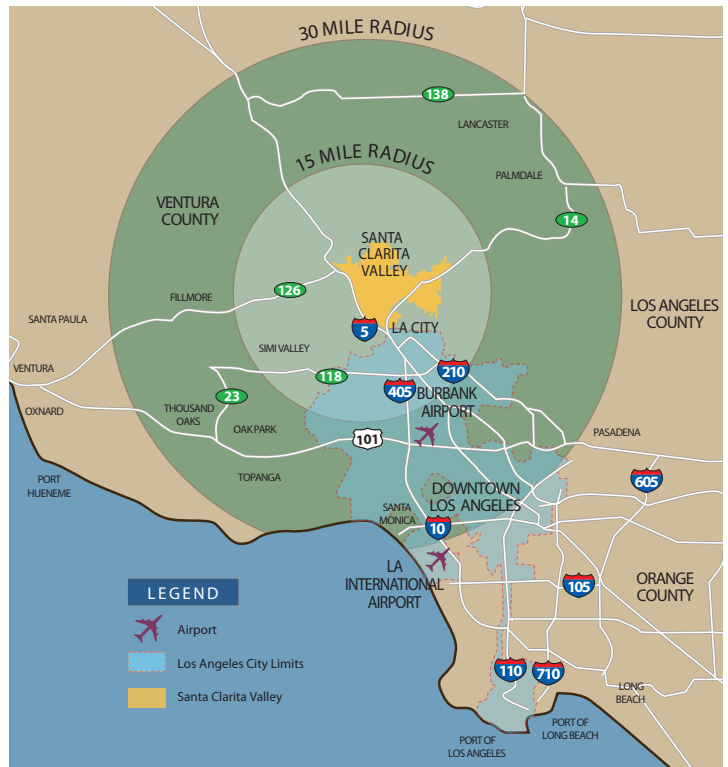 30 MILE RADIUS
138
LANCASTER
15 MILE RADIUS
PALMDALE
VENTURA
COUNTY
14
SANTA
CLARITA
VALLEY
126
FILLMORE
LOS ANGELES
COUNTY
SANTA PAULA
5
LA CITY
SIMI VALLEY
VENTURA
118
210
405
BURBANK
AIRPORT
23
OXNARD
THOUSAND
OAKS
OAK PARK
101
PASADENA
PORT
HUENEME
TOPANGA
605
DOWNTOWN
LOS ANGELES
SANTA
MONICA
10
LA
INTERNATIONAL
AIRPORT
105
ORANGE
COUNTY
LEGEND
Airport
Los Angeles City Limits
Santa Clarita Valley
110
710
LONG
BEACH
PORT OF
LOS ANGELES
PORT OF
LONG BEACH